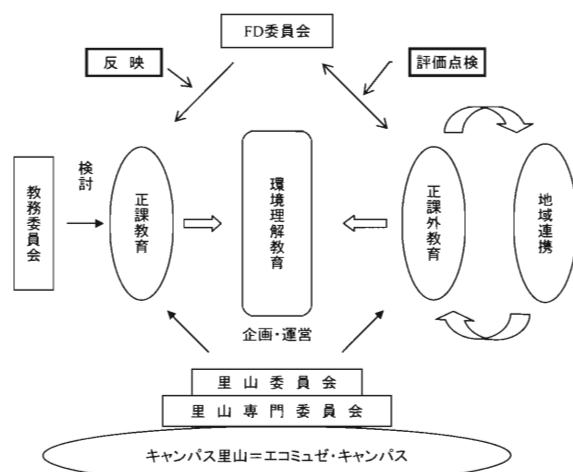 FD委員会
反映
評価点検
教務委員会
検討
正課教育
環境理解教育
正課外教育
地域連携
企画・運営
里山委員会
里山専門委員会
キャンパス里山＝エコミュゼ・キャンパス